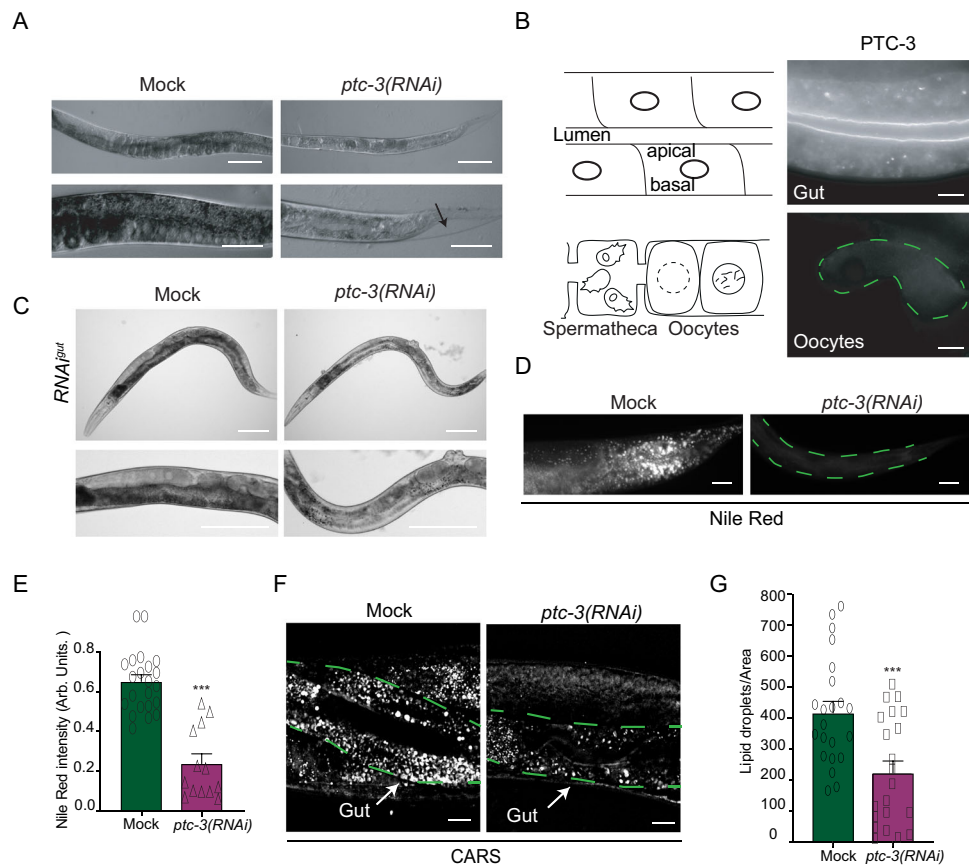 A
Mock
ptc-3(RNAi)
B
PTC-3
Lumen
apical
basal
Gut
Spermatheca
Oocytes
Oocytes
C
Mock
ptc-3(RNAi)
RNAi^gut
D
Mock
ptc-3(RNAi)
Nile Red
E
Nile Red intensity (Arb. Units. )
0.8
0.6
0.4
0.2
0.0
***
Mock
ptc-3(RNAi)
F
Mock
ptc-3(RNAi)
Gut
Gut
CARS
G
Lipid droplets/Area
800
700
600
500
400
300
200
100
0
***
Mock
ptc-3(RNAi)